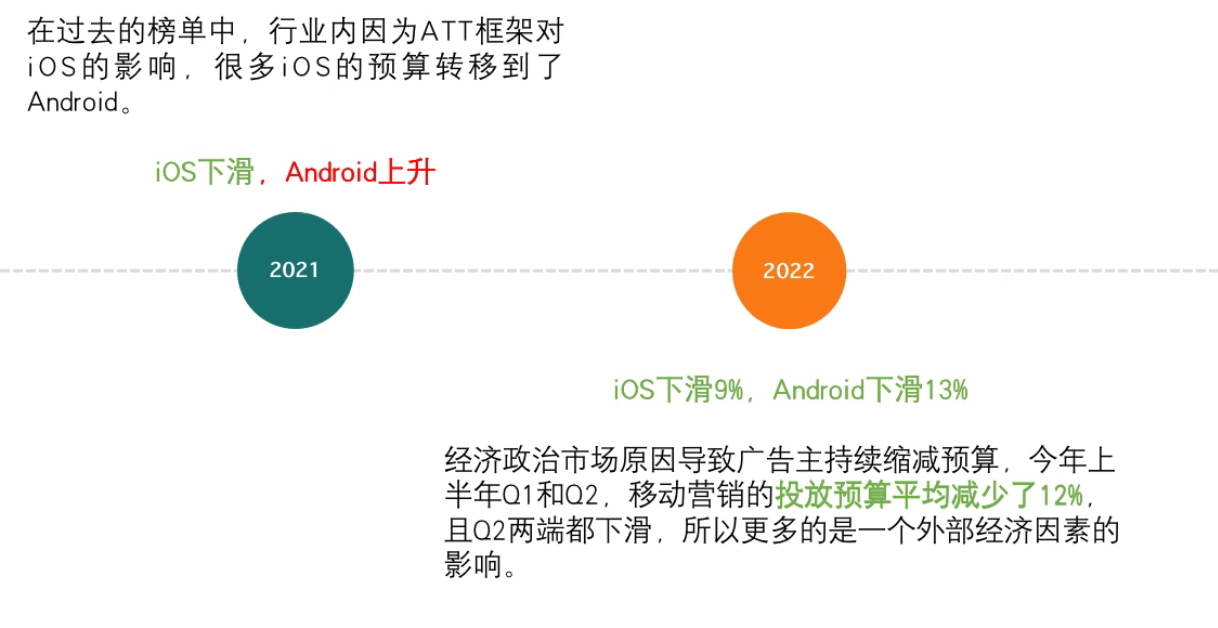 在过去的榜单中，行业内因为ATT框架对
iOS的影响，很多iOS的预算转移到了
Android。
iOS下滑，Android上升
2021
2022
iOS下滑9%，Android下滑13%
经济政治市场原因导致广告主持续缩减预算，今年上
半年Q1和Q2，移动营销的投放预算平均减少了12%，
且Q2两端都下滑，所以更多的是一个外部经济因素的
影响。